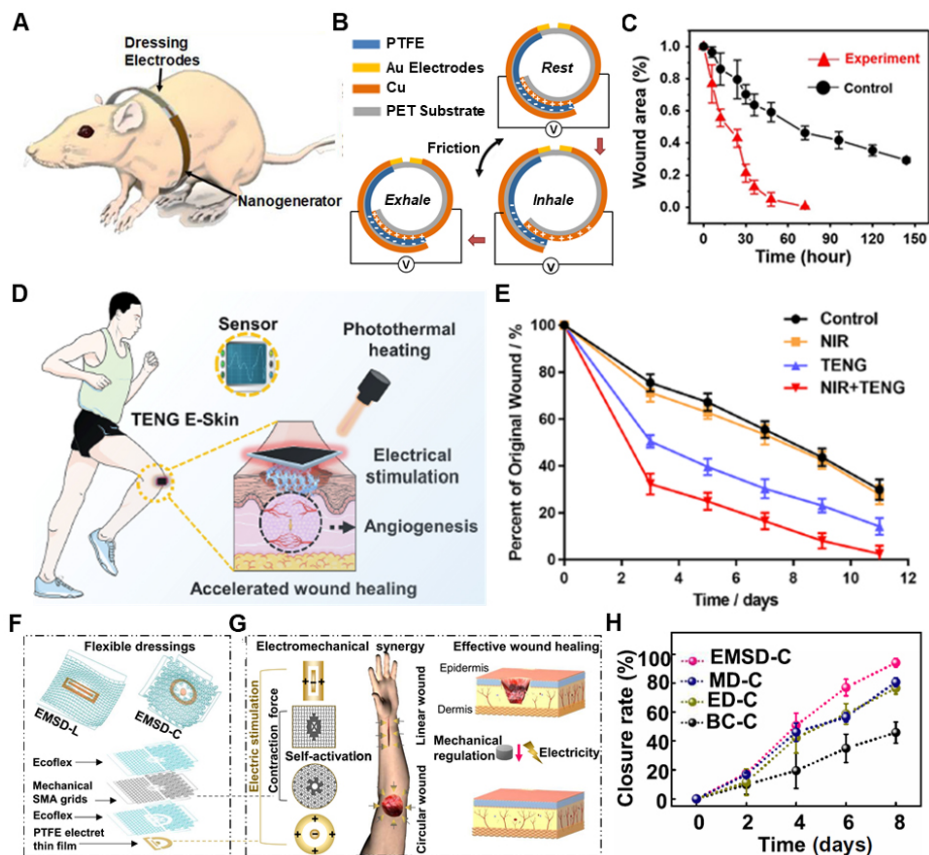 A
Dressing
Electrodes
Nanogenerator
B
PTFE
Au Electrodes
Cu
PET Substrate
Rest
V
Friction
Exhale
V
Inhale
V
C
Wound area (%)
1.0
0.8
0.6
0.4
0.2
0.0
Experiment
Control
0 30 60 90 120 150
Time (hour)
D
Sensor
Photothermal
heating
TENG E-Skin
Electrical
stimulation
Angiogenesis
Accelerated wound healing
E
Percent of Original Wound / %
100
80
60
40
20
0
Control
NIR
TENG
NIR+TENG
0 2 4 6 8 10 12
Time / days
F
Flexible dressings
EMSD-L
EMSD-C
Ecoflex
Mechanical
SMA grids
Ecoflex
PTFE electret
thin film
G
Electromechanical synergy
Electric stimulation
Contraction force
Self-activation
Linear wound
Circular wound
Effective wound healing
Epidermis
Dermis
Mechanical
regulation
Electricity
H
Closure rate (%)
100
80
60
40
20
0
EMSD-C
MD-C
ED-C
BC-C
0 2 4 6 8
Time (days)